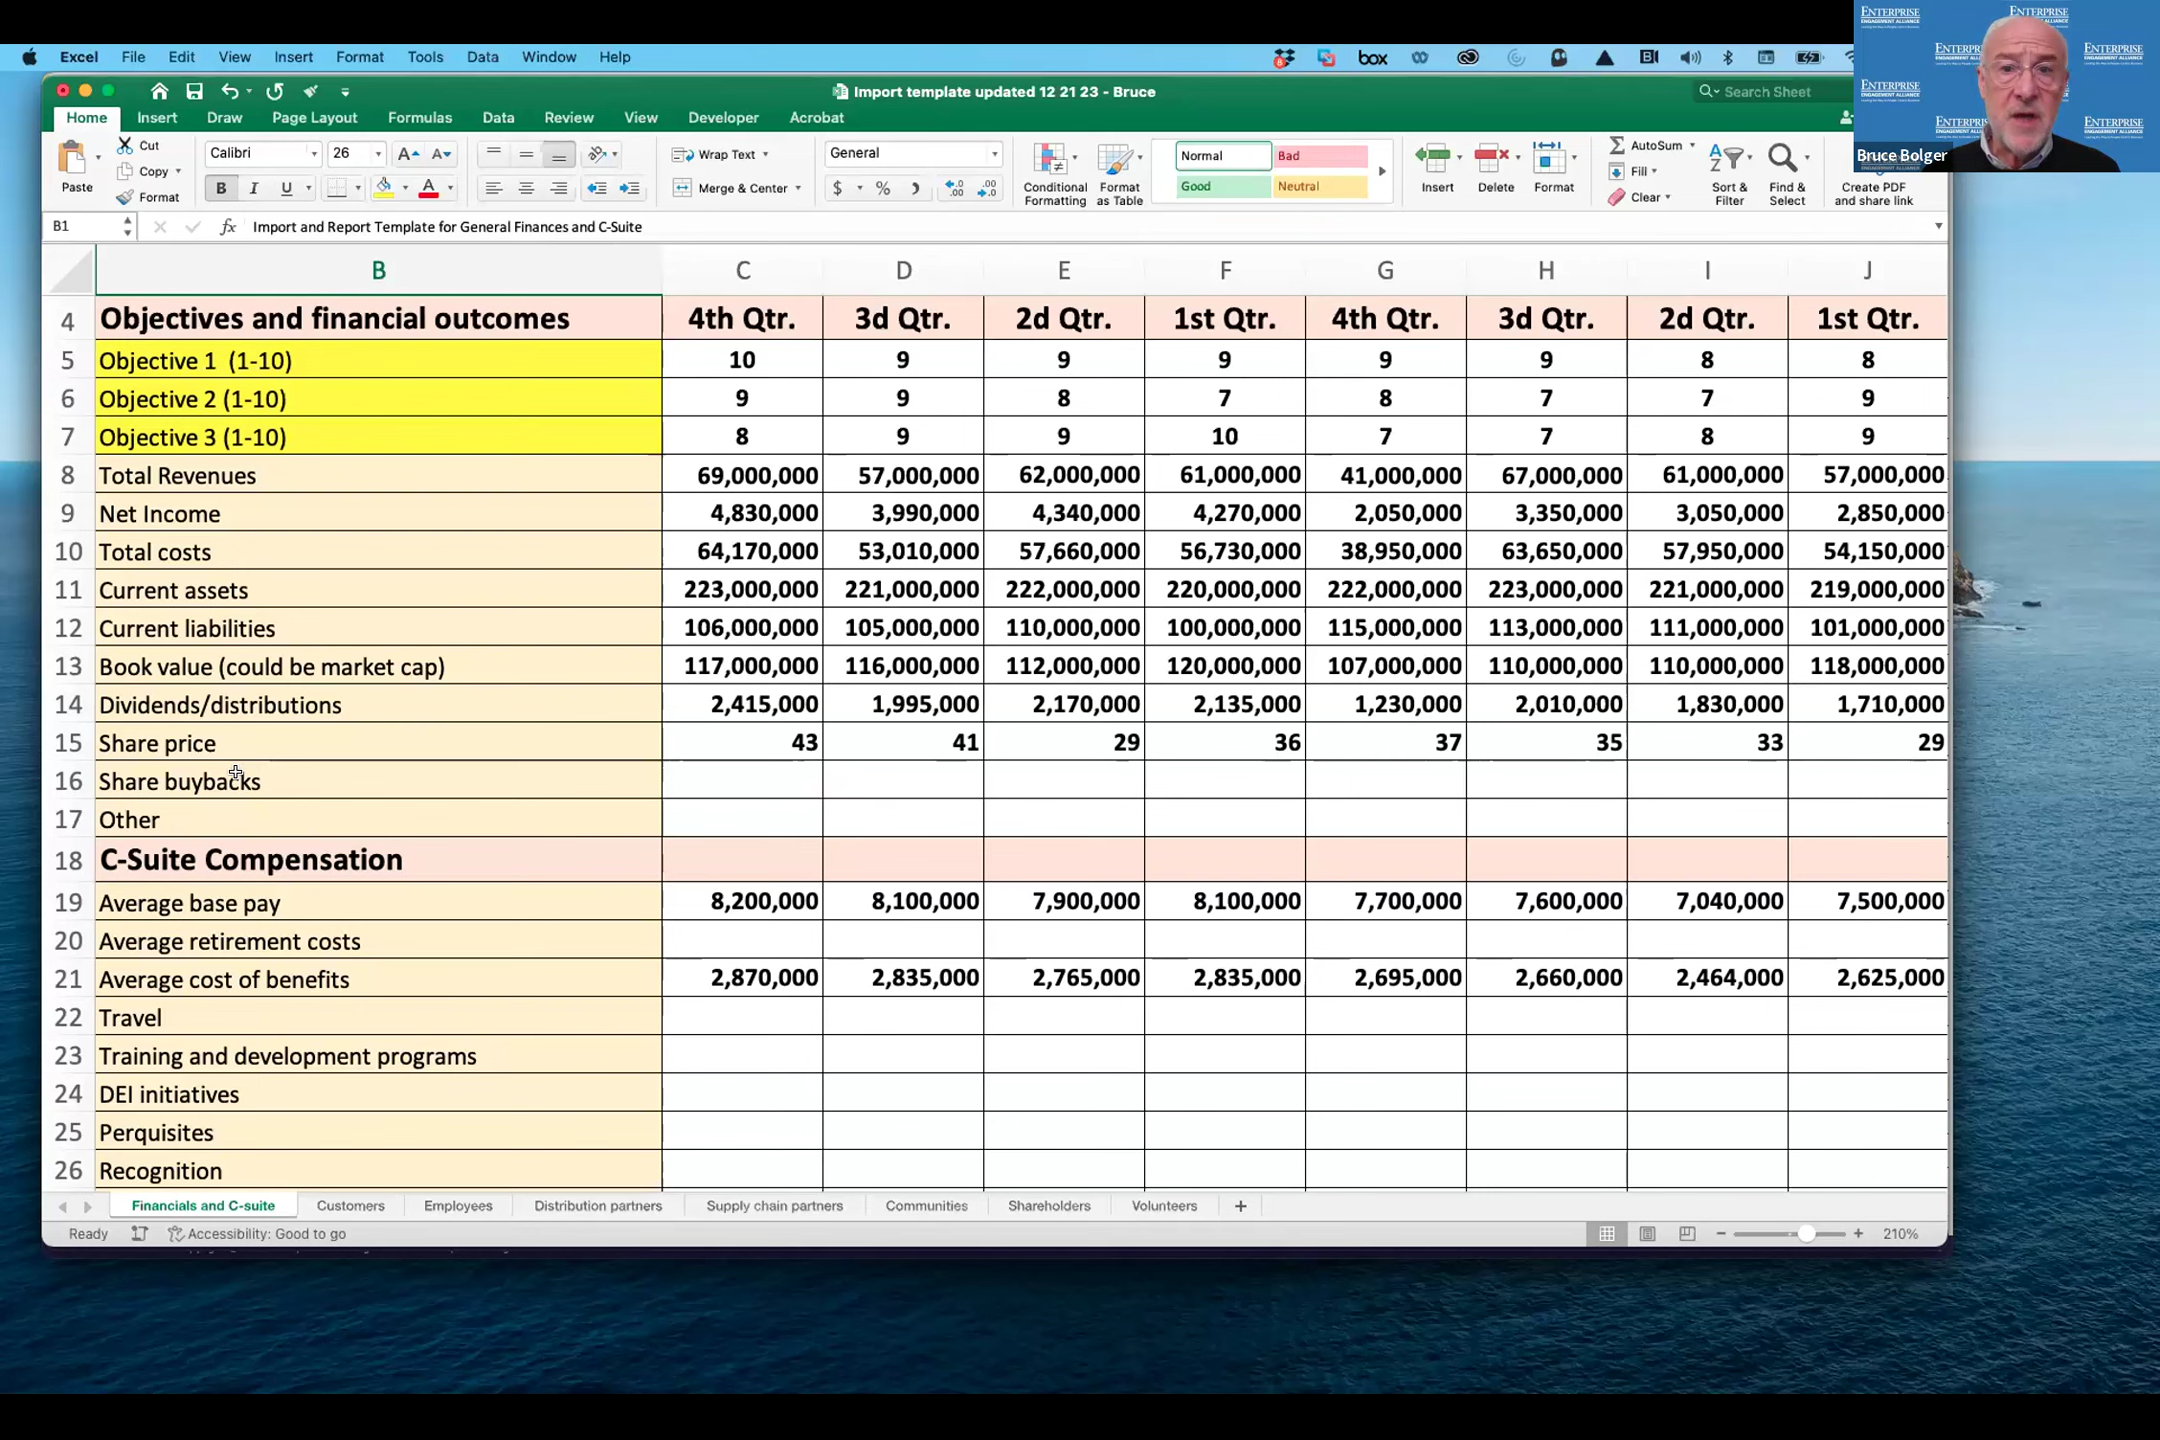 Excel File Edit View Insert Format Tools Data Window Help box
Import template updated 12 21 23 - Bruce
Search Sheet
Home Insert Draw Page Layout Formulas Data Review View Developer Acrobat
Paste
Cut
Copy
Format
Calibri 26
B I U
Wrap Text
Merge & Center
General
$ % 
Conditional Formatting
Format as Table
Normal Bad
Good Neutral
Insert Delete Format
AutoSum
Fill
Clear
Sort & Filter
Find & Select
Create PDF and share link
ENTERPRISE
ENGAGEMENT ALLIANCE
Bruce Bolger
B1 fx Import and Report Template for General Finances and C-Suite
B C D E F G H I J
4 Objectives and financial outcomes 4th Qtr. 3d Qtr. 2d Qtr. 1st Qtr. 4th Qtr. 3d Qtr. 2d Qtr. 1st Qtr.
5 Objective 1 (1-10) 10 9 9 9 9 9 8 8
6 Objective 2 (1-10) 9 9 8 7 8 7 7 9
7 Objective 3 (1-10) 8 9 9 10 7 7 8 9
8 Total Revenues 69,000,000 57,000,000 62,000,000 61,000,000 41,000,000 67,000,000 61,000,000 57,000,000
9 Net Income 4,830,000 3,990,000 4,340,000 4,270,000 2,050,000 3,350,000 3,050,000 2,850,000
10 Total costs 64,170,000 53,010,000 57,660,000 56,730,000 38,950,000 63,650,000 57,950,000 54,150,000
11 Current assets 223,000,000 221,000,000 222,000,000 220,000,000 222,000,000 223,000,000 221,000,000 219,000,000
12 Current liabilities 106,000,000 105,000,000 110,000,000 100,000,000 115,000,000 113,000,000 111,000,000 101,000,000
13 Book value (could be market cap) 117,000,000 116,000,000 112,000,000 120,000,000 107,000,000 110,000,000 110,000,000 118,000,000
14 Dividends/distributions 2,415,000 1,995,000 2,170,000 2,135,000 1,230,000 2,010,000 1,830,000 1,710,000
15 Share price 43 41 29 36 37 35 33 29
16 Share buybacks
17 Other
18 C-Suite Compensation
19 Average base pay 8,200,000 8,100,000 7,900,000 8,100,000 7,700,000 7,600,000 7,040,000 7,500,000
20 Average retirement costs
21 Average cost of benefits 2,870,000 2,835,000 2,765,000 2,835,000 2,695,000 2,660,000 2,464,000 2,625,000
22 Travel
23 Training and development programs
24 DEI initiatives
25 Perquisites
26 Recognition
Financials and C-suite Customers Employees Distribution partners Supply chain partners Communities Shareholders Volunteers +
Ready Accessibility: Good to go 210%